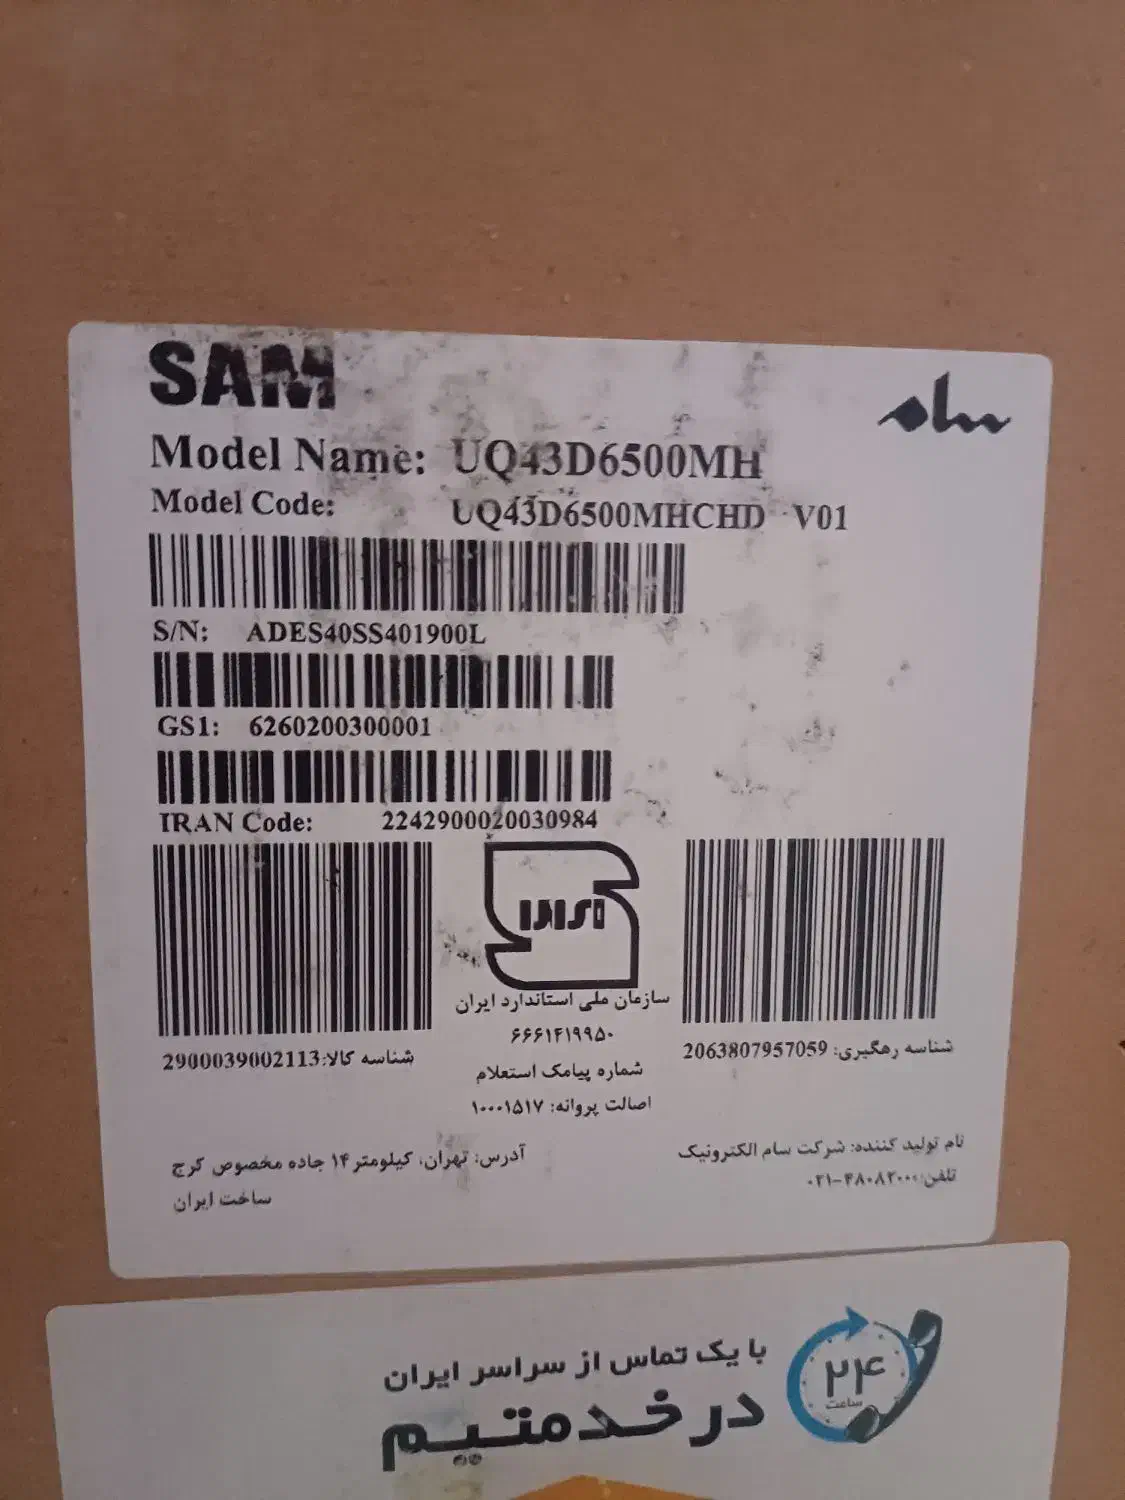 SAM
سام
Model Name: UQ43D6500MH
Model Code: UQ43D6500MHCHD V01
S/N: ADES40SS401900L
GS1: 6260200300001
IRAN Code: 2242900020030984
سازمان ملی استاندارد ایران
۶۶۶۱۴۱۹۹۵۰
شماره پیامک استعلام
اصالت پروانه: ۱۰۰۰۱۵۱۷
شناسه رهگیری: 2063807957059
شناسه کالا:2900039002113
نام تولید کننده: شرکت سام الکترونیک
تلفن: ۰۲۱-۴۸۰۸۲۰۰۰
آدرس: تهران، کیلومتر ۱۴ جاده مخصوص کرج
ساخت ایران
۲۴
ساعت
با یک تماس از سراسر ایران
در خدمتیم